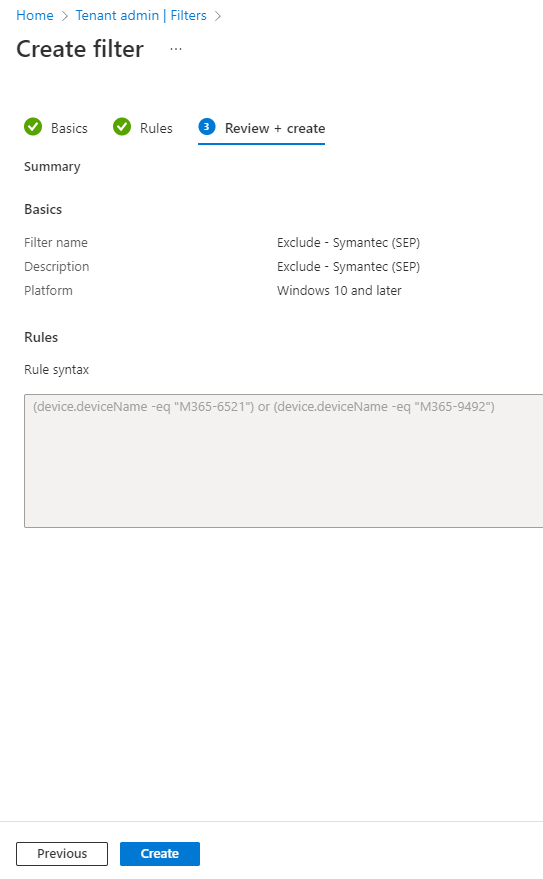 Home > Tenant admin | Filters >
Create filter ...
Basics Rules 3 Review + create
Summary
Basics
Filter name Exclude - Symantec (SEP)
Description Exclude - Symantec (SEP)
Platform Windows 10 and later
Rules
Rule syntax
(device.deviceName -eq "M365-6521") or (device.deviceName -eq "M365-9492")
Previous Create